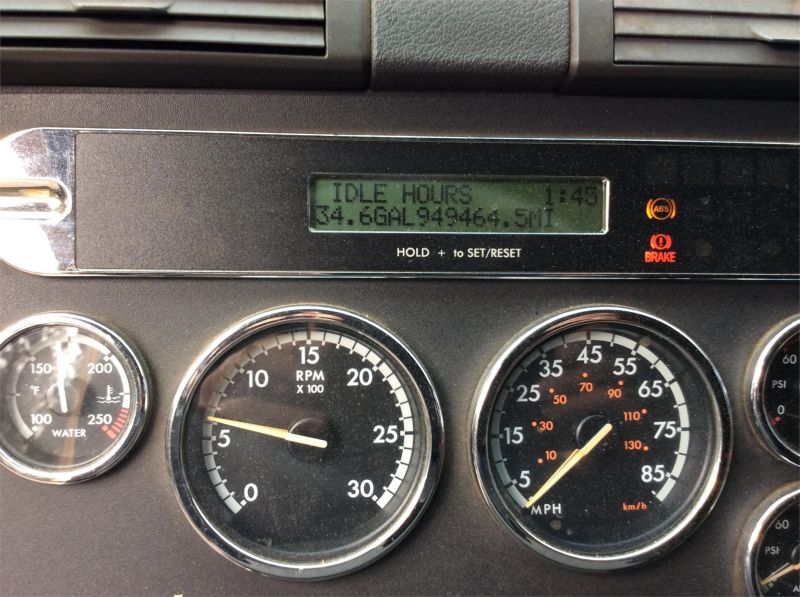 IDLE HOURS 1:45
34.6GAL949464.5MI
HOLD + to SET/RESET
ABS
BRAKE
150 200
°F
100 250
WATER
15
10 20
RPM
X 100
5 25
0 30
45
35 55
25 65
15 75
5 85
MPH
70
50 90
30 110
10 130
km/h
60
PSI
0
60
PSI